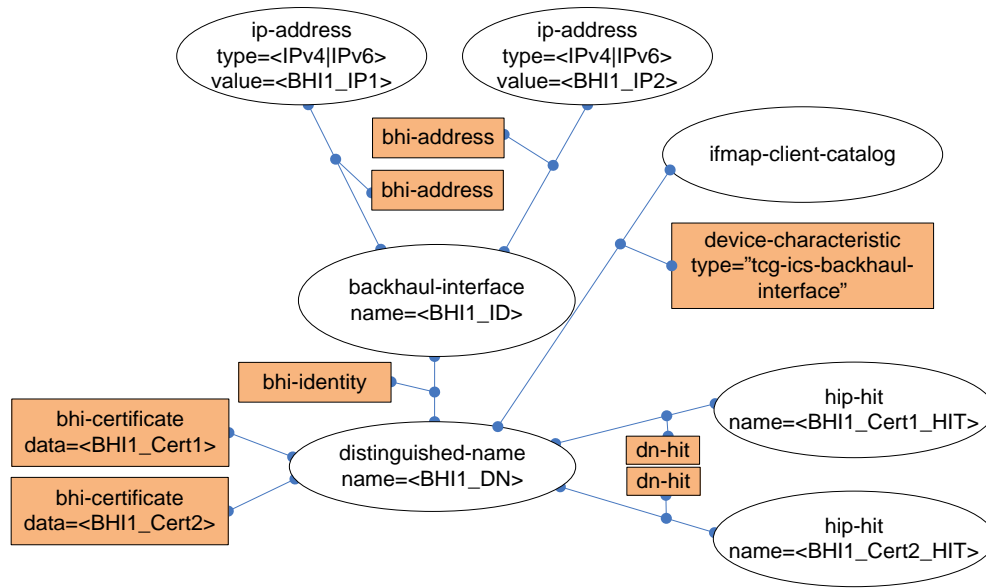 ip-address
type=<IPv4|IPv6>
value=<BHI1_IP1>
ip-address
type=<IPv4|IPv6>
value=<BHI1_IP2>
bhi-address
bhi-address
ifmap-client-catalog
device-characteristic
type=”tcg-ics-backhaul-
interface”
backhaul-interface
name=<BHI1_ID>
bhi-identity
bhi-certificate
data=<BHI1_Cert1>
bhi-certificate
data=<BHI1_Cert2>
distinguished-name
name=<BHI1_DN>
dn-hit
dn-hit
hip-hit
name=<BHI1_Cert1_HIT>
hip-hit
name=<BHI1_Cert2_HIT>